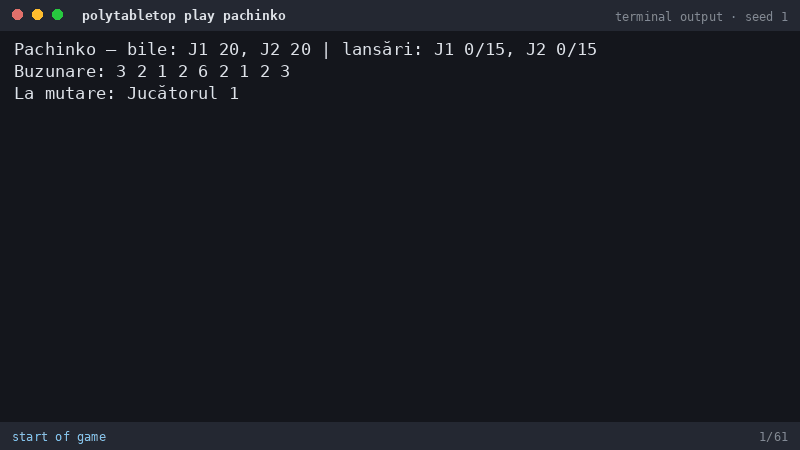 polytabletop play pachinko
terminal output · seed 1
Pachinko — bile: J1 20, J2 20 | lansări: J1 0/15, J2 0/15
Buzunare: 3 2 1 2 6 2 1 2 3
La mutare: Jucătorul 1
start of game
1/61